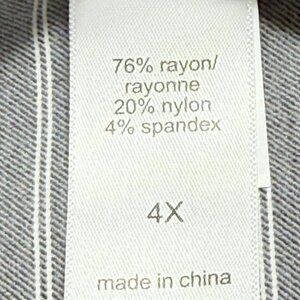 76% rayon/
rayonne
20% nylon
4% spandex
4X
made in china